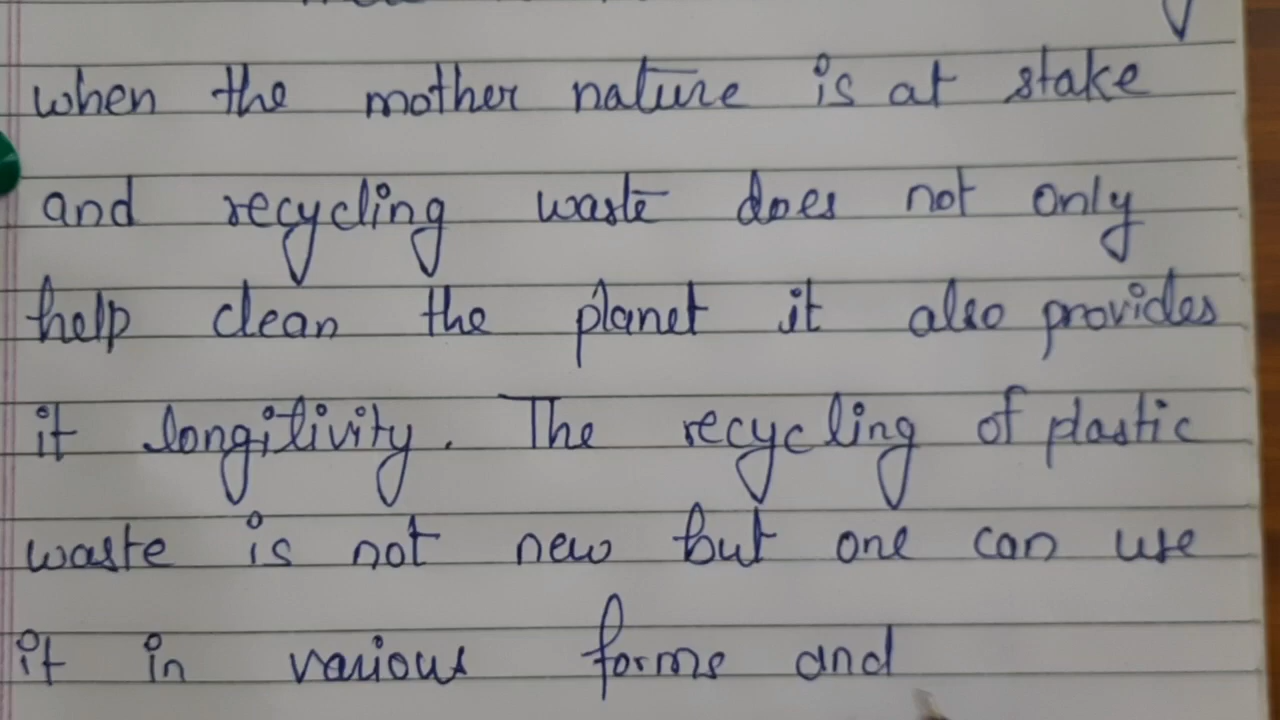 when the mother nature is at stake
and recycling waste does not only
help clean the planet it also provides
it longitivity. The recycling of plastic
waste is not new but one can use
it in various forms and